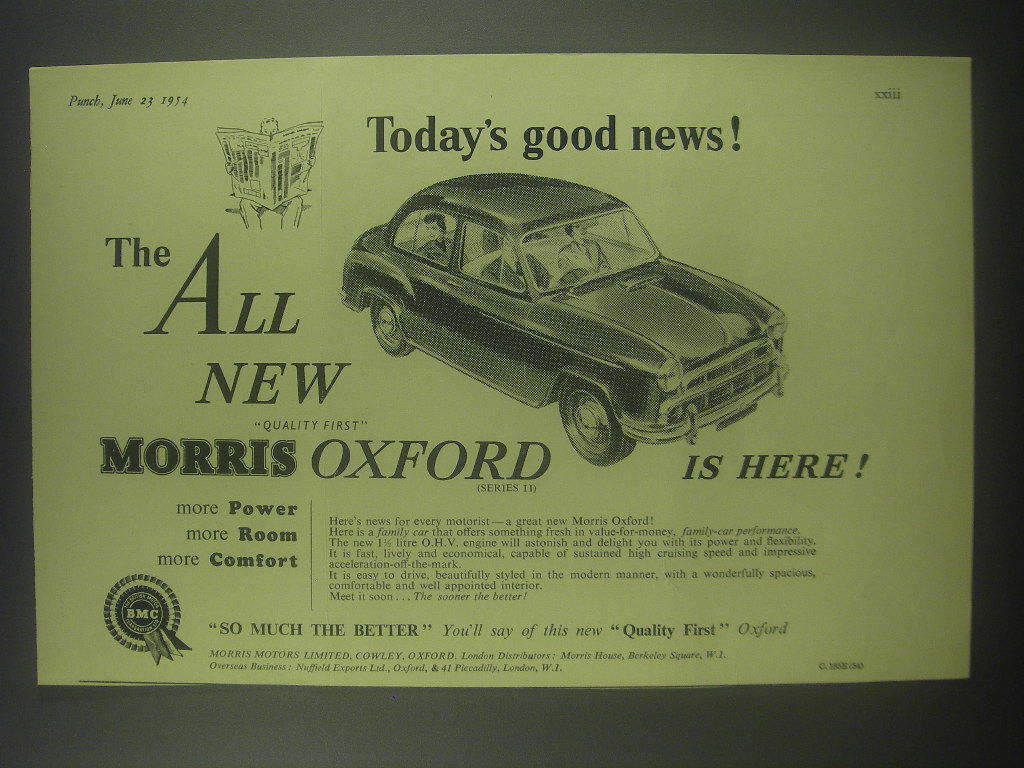 Punch, June 23 1954
xxiii
Today's good news!
The ALL
NEW
"QUALITY FIRST"
MORRIS OXFORD
(SERIES II)
IS HERE!
more Power
more Room
more Comfort
Here's news for every motorist—a great new Morris Oxford!
Here is a family car that offers something fresh in value-for-money, family-car performance.
The new 1½ litre O.H.V. engine will astonish and delight you with its power and flexibility.
It is fast, lively and economical, capable of sustained high cruising speed and impressive
acceleration-off-the-mark.
It is easy to drive, beautifully styled in the modern manner, with a wonderfully spacious,
comfortable and well appointed interior.
Meet it soon... The sooner the better!
BMC
"SO MUCH THE BETTER" You'll say of this new "Quality First" Oxford
MORRIS MOTORS LIMITED, COWLEY, OXFORD. London Distributors: Morris House, Berkeley Square, W.1.
Overseas Business: Nuffield Exports Ltd., Oxford, & 41 Piccadilly, London, W.1.